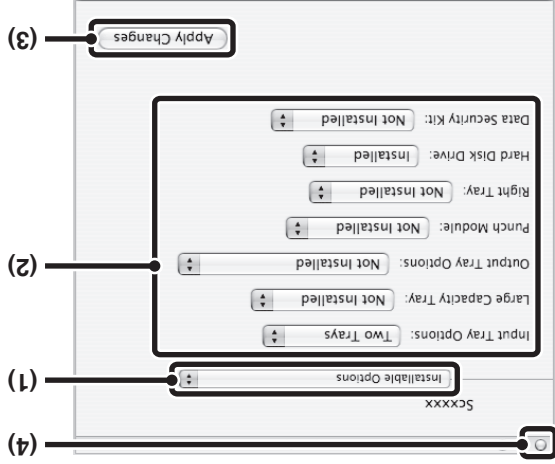 (4)
Scxxxx
(1) Installable Options
Input Tray Options: Two Trays
Large Capacity Tray: Not Installed
(2) Output Tray Options: Not Installed
Punch Module: Not Installed
Right Tray: Not Installed
Hard Disk Drive: Installed
Data Security Kit: Not Installed
(3) Apply Changes